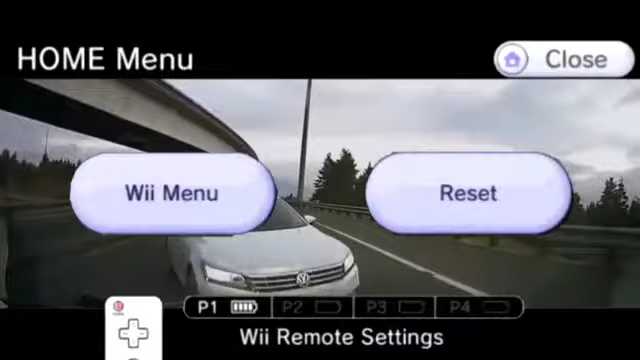 HOME Menu
Close
Wii Menu
Reset
P1 P2 P3 P4
Wii Remote Settings